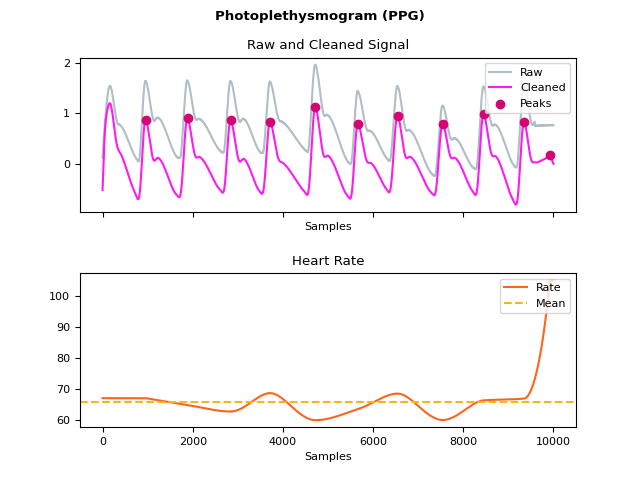 Photoplethysmogram (PPG)
Raw and Cleaned Signal
2
1
0
Raw
Cleaned
Peaks
Samples
Heart Rate
100
90
80
70
60
Rate
Mean
0 2000 4000 6000 8000 10000
Samples